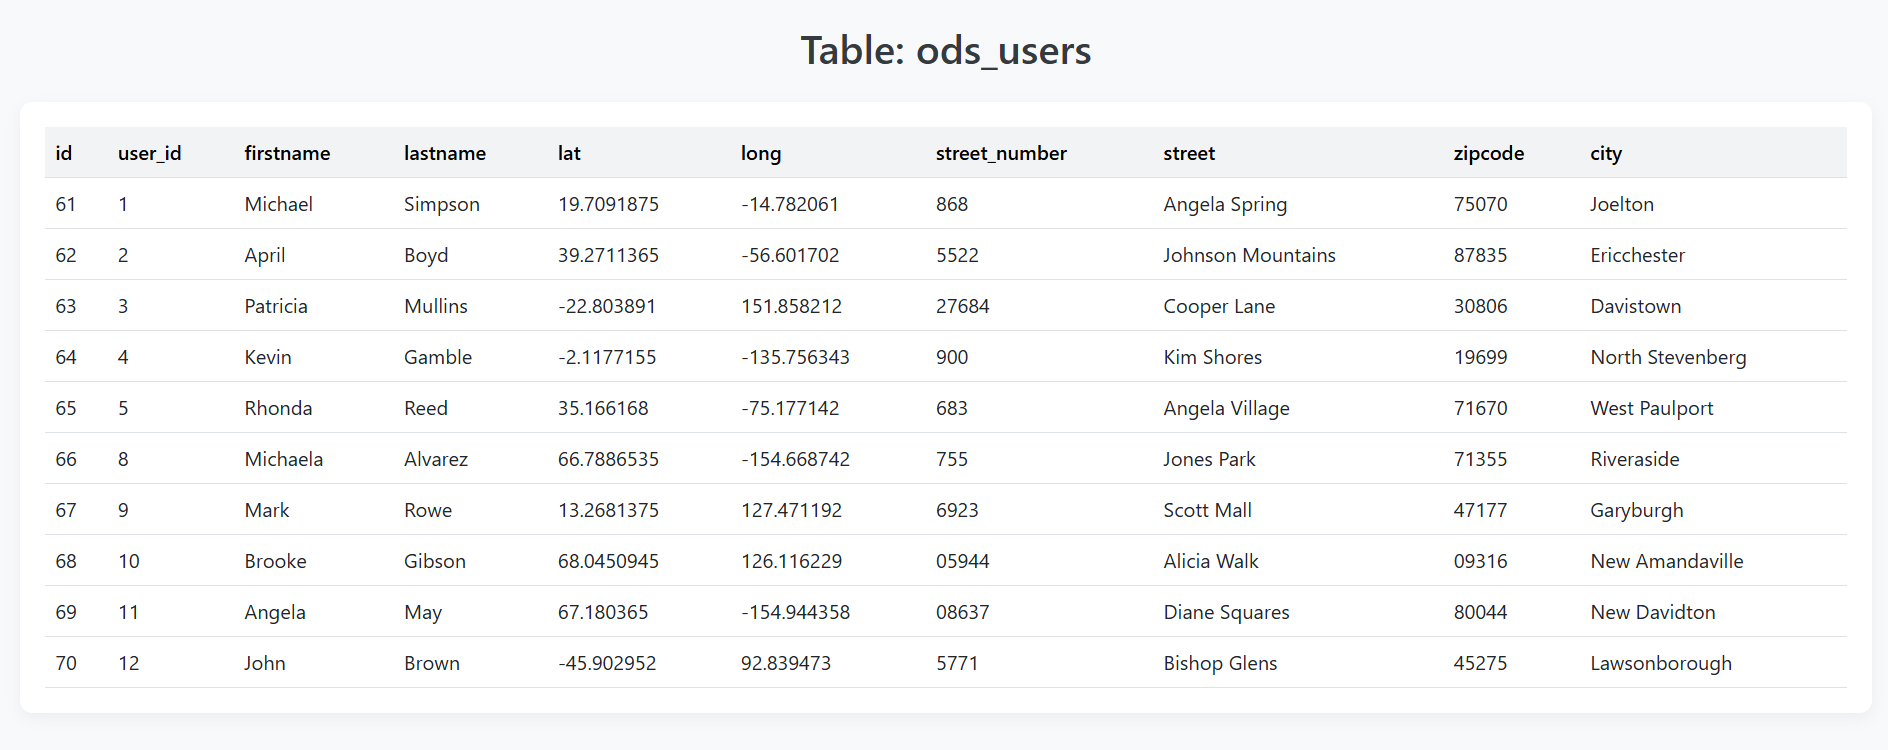 Table: ods_users
id user_id firstname lastname lat long street_number street zipcode city
61 1 Michael Simpson 19.7091875 -14.782061 868 Angela Spring 75070 Joelton
62 2 April Boyd 39.2711365 -56.601702 5522 Johnson Mountains 87835 Ericchester
63 3 Patricia Mullins -22.803891 151.858212 27684 Cooper Lane 30806 Davistown
64 4 Kevin Gamble -2.1177155 -135.756343 900 Kim Shores 19699 North Stevenberg
65 5 Rhonda Reed 35.166168 -75.177142 683 Angela Village 71670 West Paulport
66 8 Michaela Alvarez 66.7886535 -154.668742 755 Jones Park 71355 Riveraside
67 9 Mark Rowe 13.2681375 127.471192 6923 Scott Mall 47177 Garyburgh
68 10 Brooke Gibson 68.0450945 126.116229 05944 Alicia Walk 09316 New Amandaville
69 11 Angela May 67.180365 -154.944358 08637 Diane Squares 80044 New Davidton
70 12 John Brown -45.902952 92.839473 5771 Bishop Glens 45275 Lawsonborough